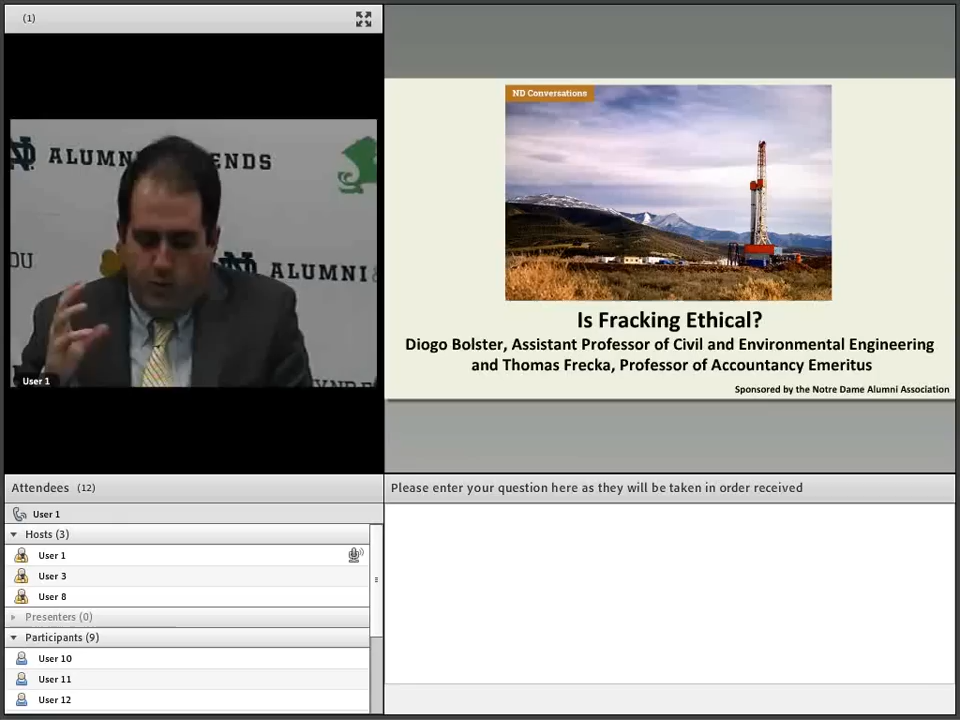 (1)
ALUMNI
ENDS
OU
ND ALUMNI&
User 1
ND Conversations
Is Fracking Ethical?
Diogo Bolster, Assistant Professor of Civil and Environmental Engineering
and Thomas Frecka, Professor of Accountancy Emeritus
Sponsored by the Notre Dame Alumni Association
Attendees (12)
User 1
Hosts (3)
User 1
User 3
User 8
Presenters (0)
Participants (9)
User 10
User 11
User 12
Please enter your question here as they will be taken in order received